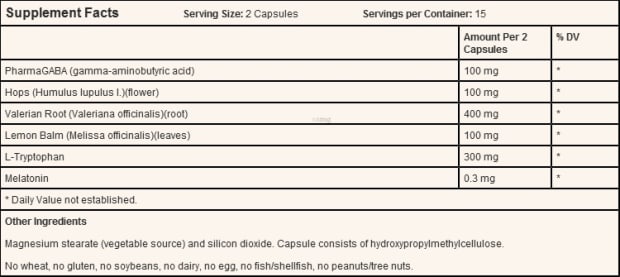 Supplement Facts Serving Size: 2 Capsules Servings per Container: 15
Amount Per 2 Capsules % DV
PharmaGABA (gamma-aminobutyric acid) 100 mg *
Hops (Humulus lupulus l.)(flower) 100 mg *
Valerian Root (Valeriana officinalis)(root) 400 mg *
Lemon Balm (Melissa officinalis)(leaves) 100 mg *
L-Tryptophan 300 mg *
Melatonin 0.3 mg *
* Daily Value not established.
Other Ingredients
Magnesium stearate (vegetable source) and silicon dioxide. Capsule consists of hydroxypropylmethylcellulose.
No wheat, no gluten, no soybeans, no dairy, no egg, no fish/shellfish, no peanuts/tree nuts.